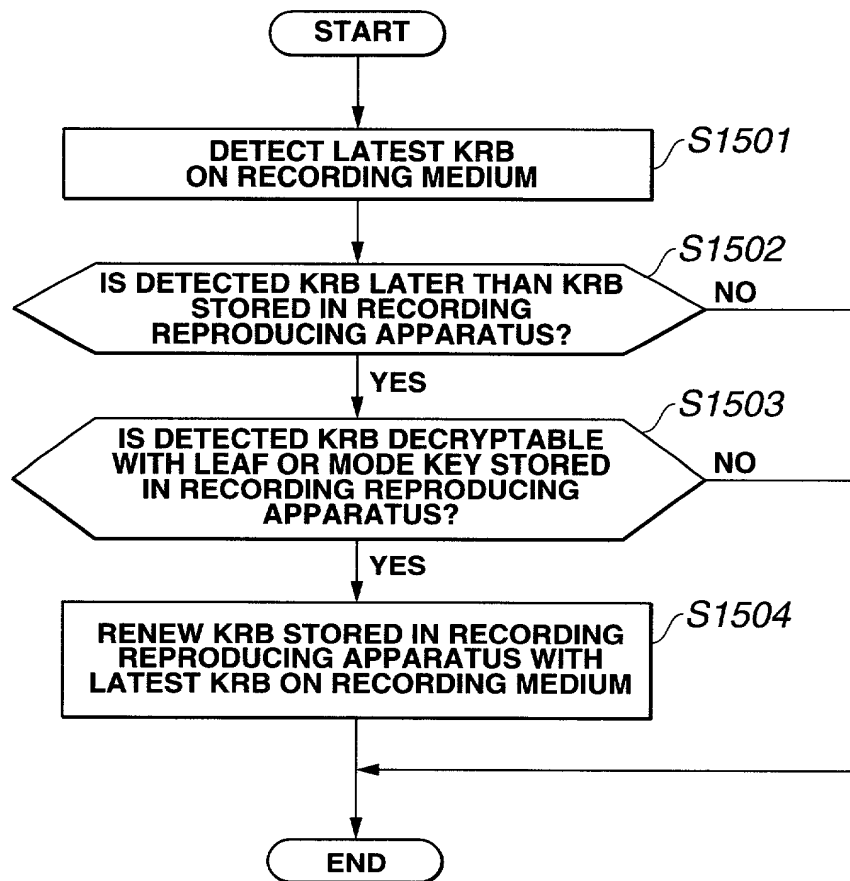 START
DETECT LATEST KRB
ON RECORDING MEDIUM
S1501
IS DETECTED KRB LATER THAN KRB
STORED IN RECORDING
REPRODUCING APPARATUS?
S1502
NO
YES
IS DETECTED KRB DECRYPTABLE
WITH LEAF OR MODE KEY STORED
IN RECORDING REPRODUCING
APPARATUS?
S1503
NO
YES
RENEW KRB STORED IN RECORDING
REPRODUCING APPARATUS WITH
LATEST KRB ON RECORDING MEDIUM
S1504
END